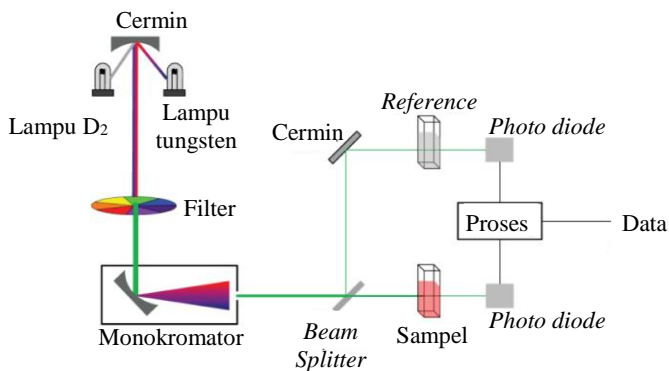 Cermin
Lampu D2
Lampu
tungsten
Reference
Cermin
Photo diode
Filter
Proses
Data
Monokromator
Beam
Splitter
Sampel
Photo diode